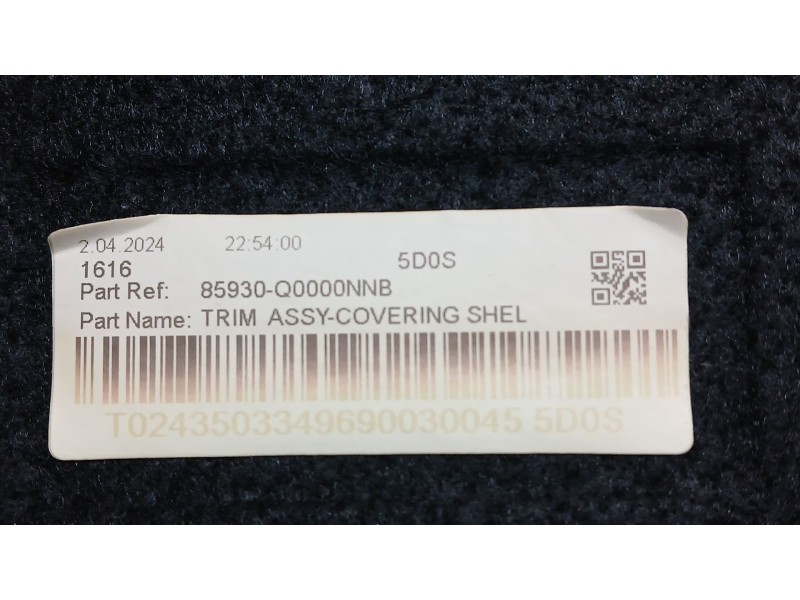 2.04.2024 22:54:00
1616 5D0S
Part Ref: 85930-Q0000NNB
Part Name: TRIM ASSY-COVERING SHEL
T0243503349690030045 5D0S